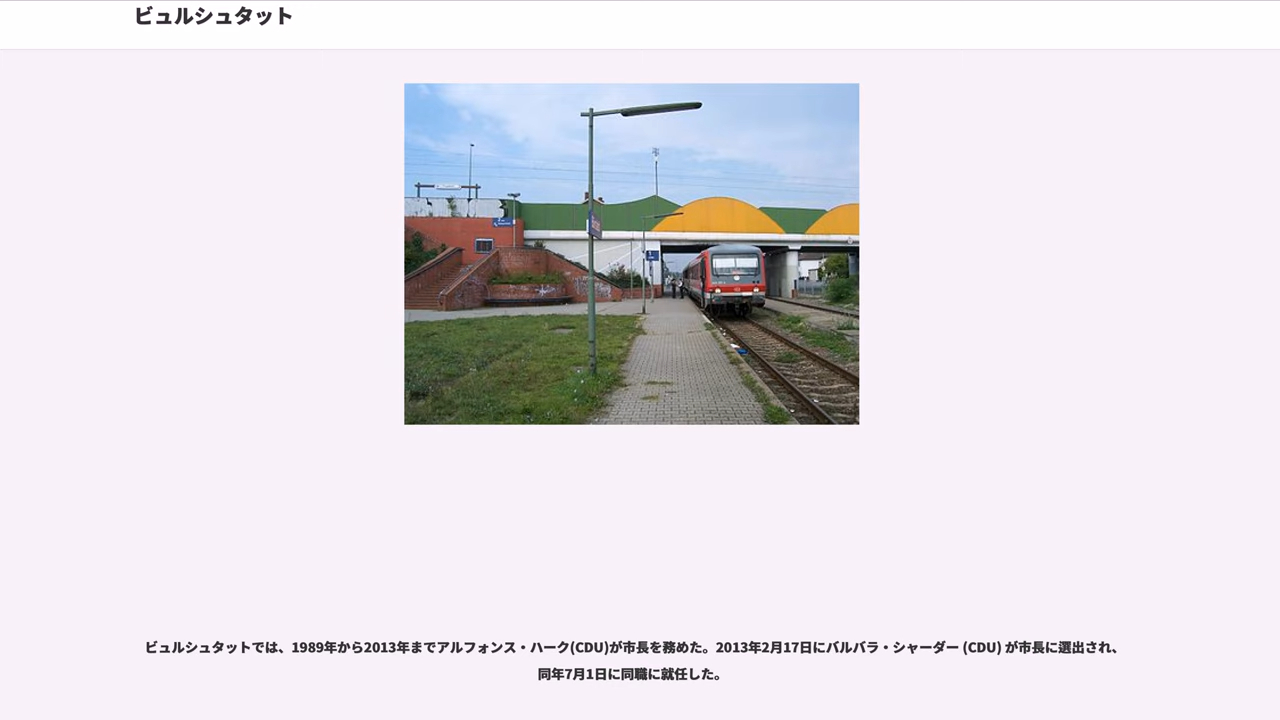 ビュルシュタット
ビュルシュタットでは、1989年から2013年までアルフォンス・ハーク(CDU)が市長を務めた。2013年2月17日にバルバラ・シャーダー (CDU) が市長に選出され、
同年7月1日に同職に就任した。